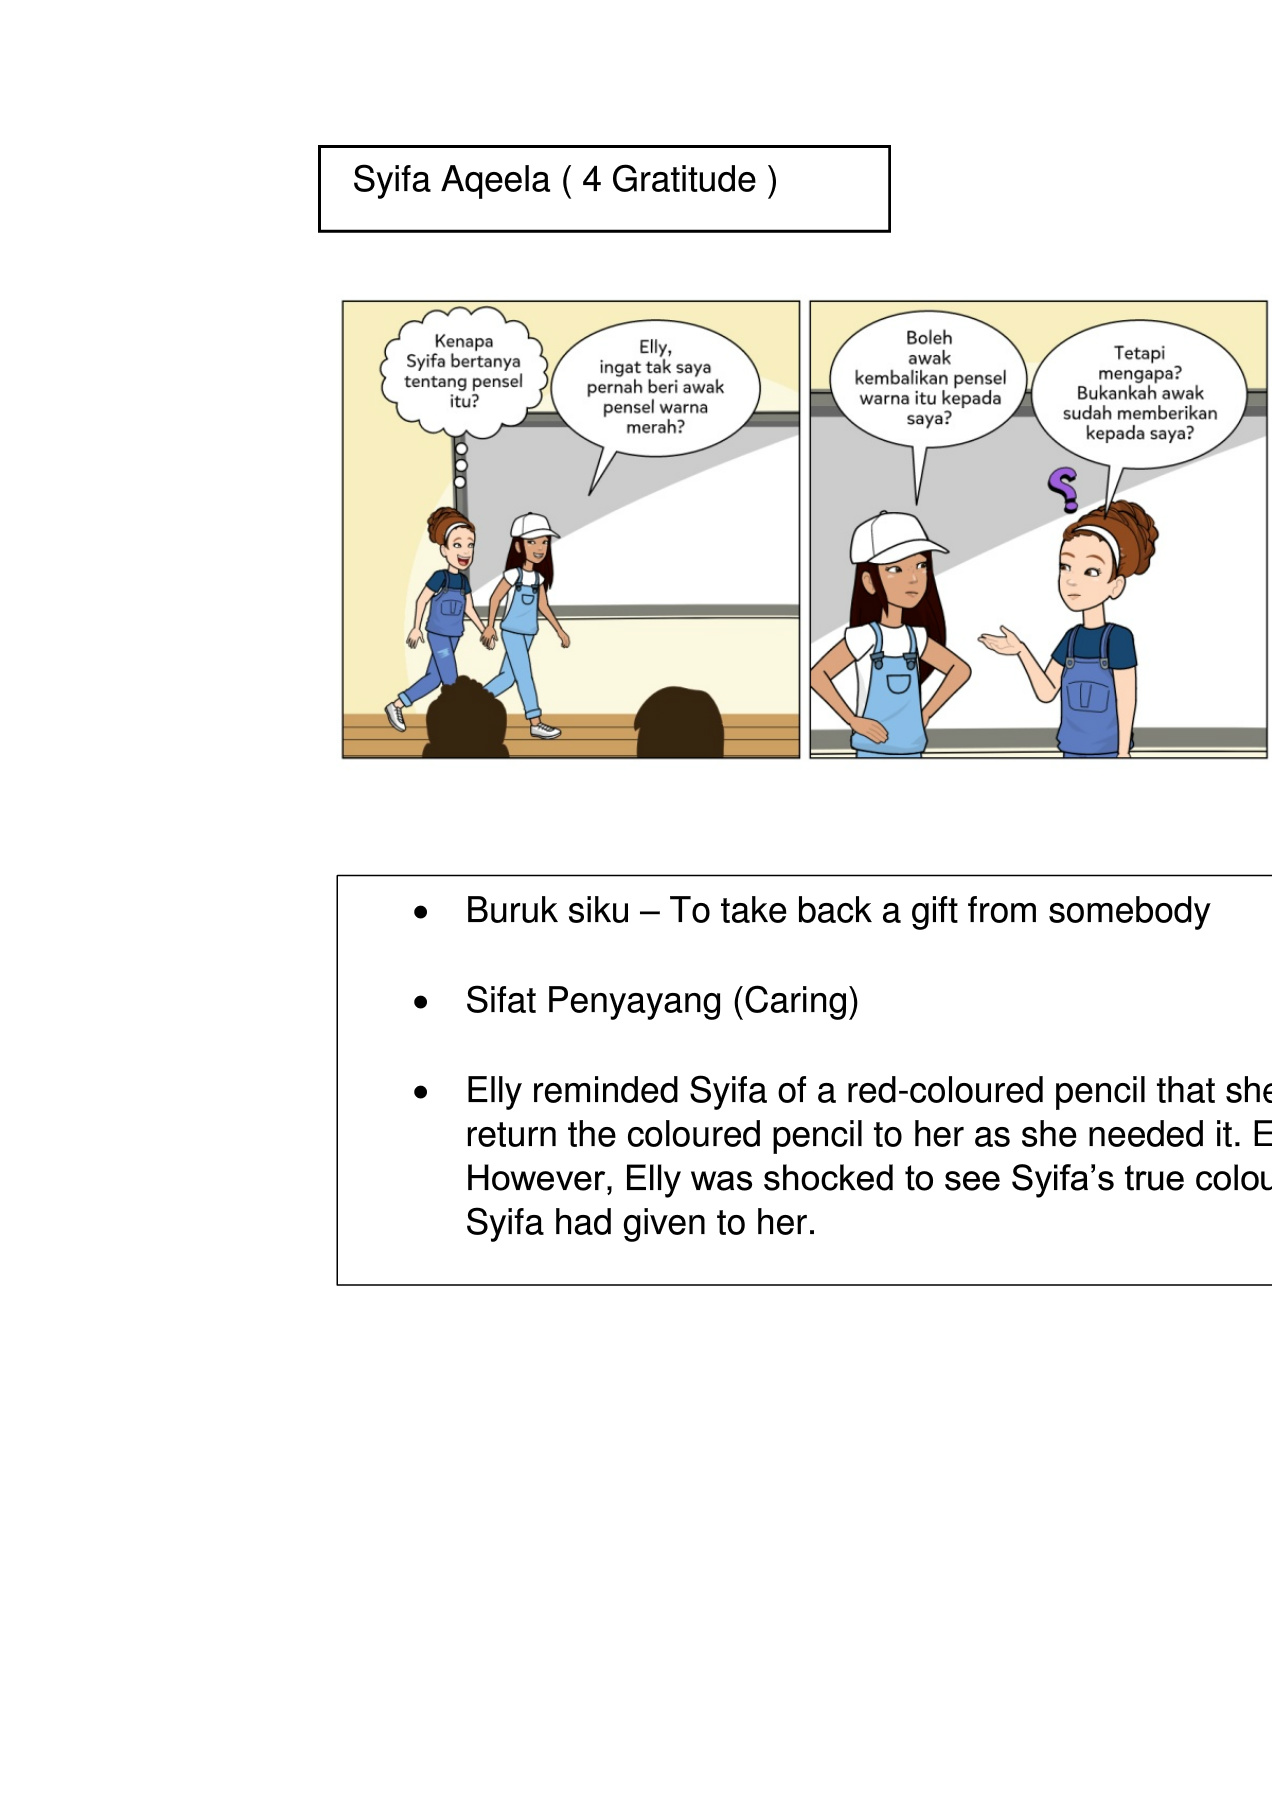 Syifa Aqeela ( 4 Gratitude )
Kenapa
Syifa bertanya
tentang pensel
itu?
Elly,
ingat tak saya
pernah beri awak
pensel warna
merah?
Boleh
awak
kembalikan pensel
warna itu kepada
saya?
Tetapi
mengapa?
Bukankah awak
sudah memberikan
kepada saya?
?
• Buruk siku – To take back a gift from somebody
• Sifat Penyayang (Caring)
• Elly reminded Syifa of a red-coloured pencil that she
return the coloured pencil to her as she needed it. E
However, Elly was shocked to see Syifa’s true colou
Syifa had given to her.